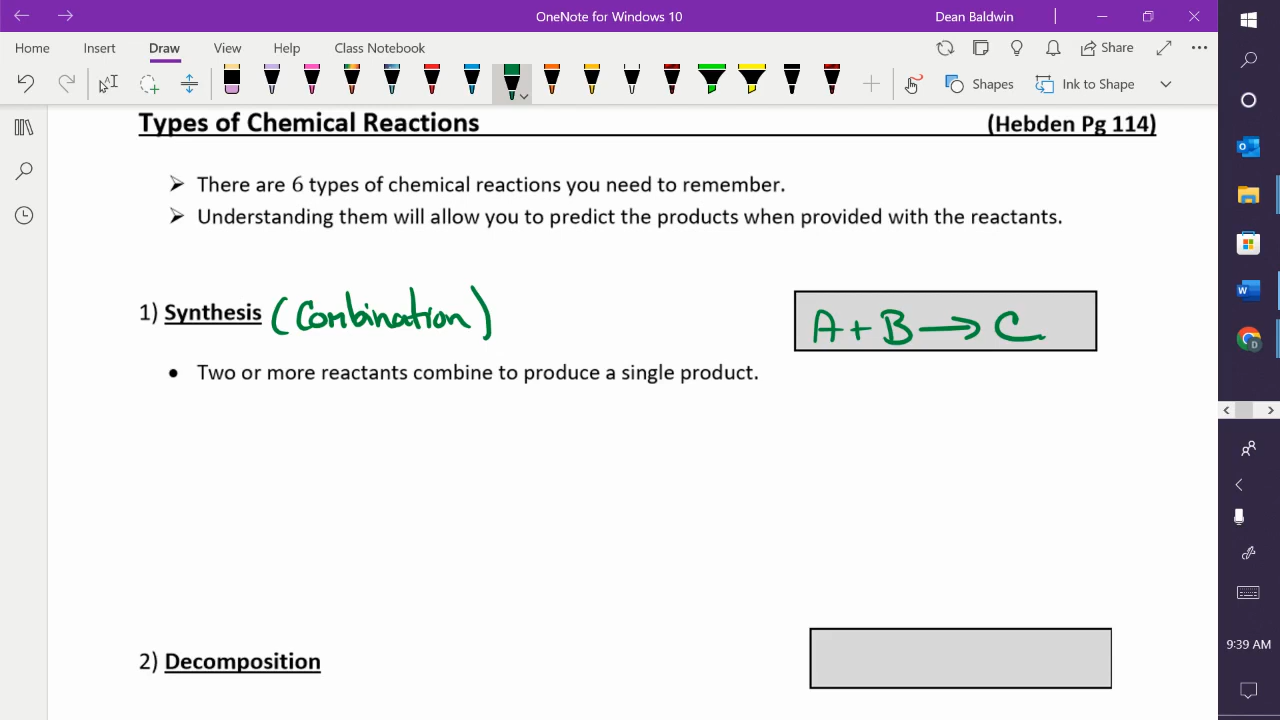 OneNote for Windows 10
Dean Baldwin
Home Insert Draw View Help Class Notebook
Share
Shapes
Ink to Shape
Types of Chemical Reactions (Hebden Pg 114)
➢ There are 6 types of chemical reactions you need to remember.
➢ Understanding them will allow you to predict the products when provided with the reactants.
1) Synthesis (Combination)
A + B → C
• Two or more reactants combine to produce a single product.
2) Decomposition
9:39 AM